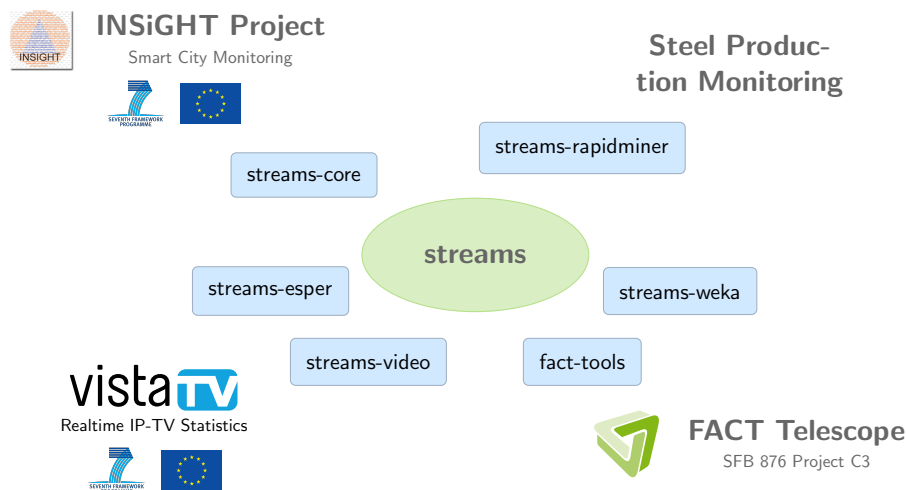 INSiGHT Project
INSIGHT
Smart City Monitoring
SEVENTH FRAMEWORK
PROGRAMME
Steel Produc-
tion Monitoring
streams-rapidminer
streams-core
streams
streams-esper
streams-weka
streams-video
fact-tools
vista TV
Realtime IP-TV Statistics
SEVENTH FRAMEWORK
FACT Telescope
SFB 876 Project C3